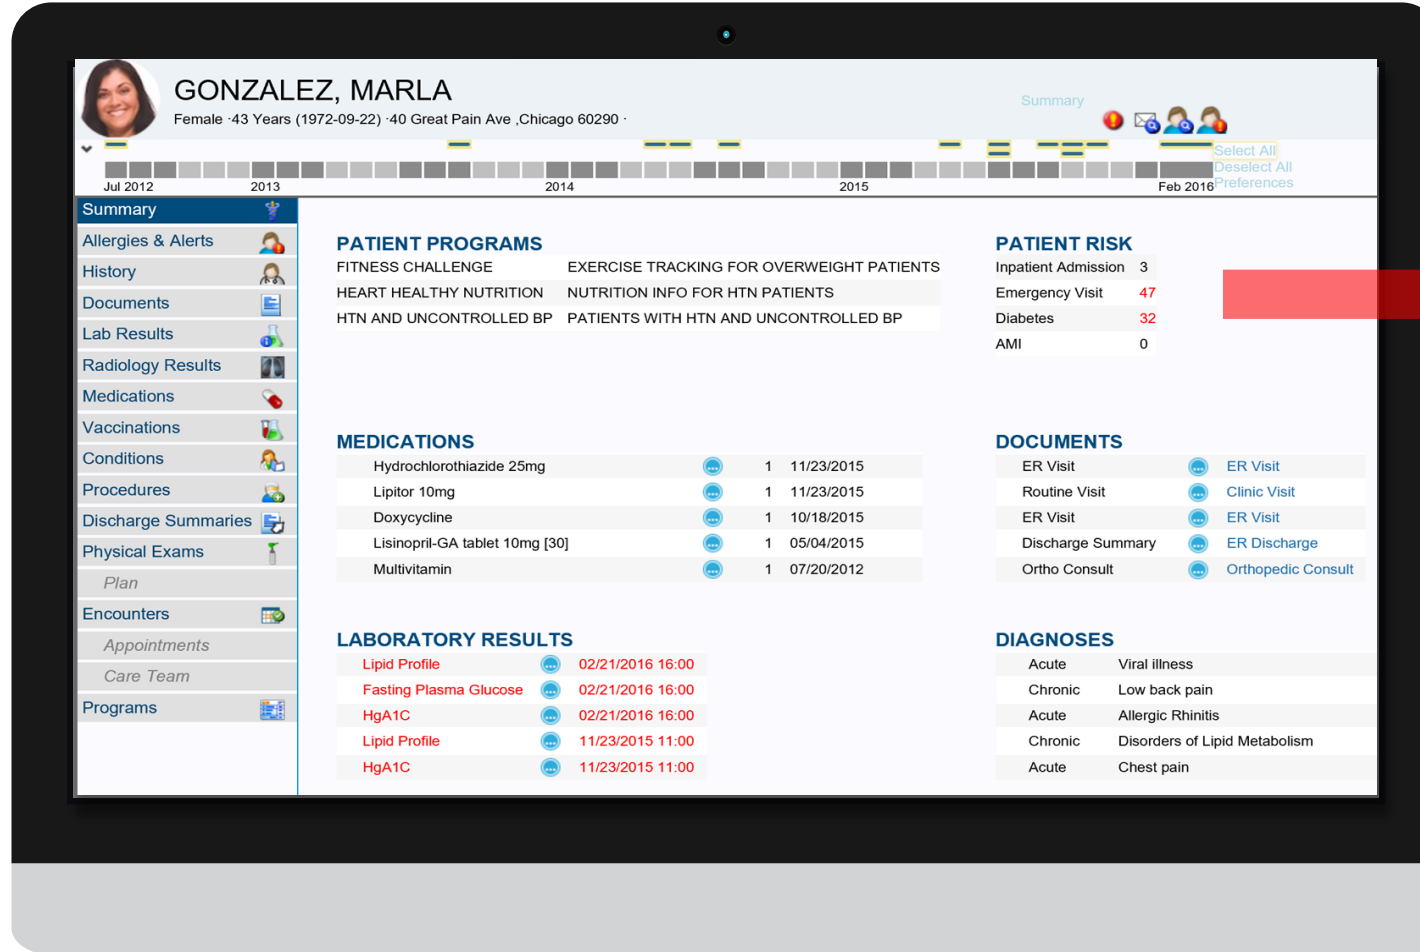 GONZALEZ, MARLA
Female ·43 Years (1972-09-22) ·40 Great Pain Ave ,Chicago 60290 ·
Summary
Select All
Deselect All
Preferences
Jul 2012 2013 2014 2015 Feb 2016
Summary
Allergies & Alerts
History
Documents
Lab Results
Radiology Results
Medications
Vaccinations
Conditions
Procedures
Discharge Summaries
Physical Exams
Plan
Encounters
Appointments
Care Team
Programs
PATIENT PROGRAMS
FITNESS CHALLENGE EXERCISE TRACKING FOR OVERWEIGHT PATIENTS
HEART HEALTHY NUTRITION NUTRITION INFO FOR HTN PATIENTS
HTN AND UNCONTROLLED BP PATIENTS WITH HTN AND UNCONTROLLED BP
PATIENT RISK
Inpatient Admission 3
Emergency Visit 47
Diabetes 32
AMI 0
MEDICATIONS
Hydrochlorothiazide 25mg 1 11/23/2015
Lipitor 10mg 1 11/23/2015
Doxycycline 1 10/18/2015
Lisinopril-GA tablet 10mg [30] 1 05/04/2015
Multivitamin 1 07/20/2012
DOCUMENTS
ER Visit ER Visit
Routine Visit Clinic Visit
ER Visit ER Visit
Discharge Summary ER Discharge
Ortho Consult Orthopedic Consult
LABORATORY RESULTS
Lipid Profile 02/21/2016 16:00
Fasting Plasma Glucose 02/21/2016 16:00
HgA1C 02/21/2016 16:00
Lipid Profile 11/23/2015 11:00
HgA1C 11/23/2015 11:00
DIAGNOSES
Acute Viral illness
Chronic Low back pain
Acute Allergic Rhinitis
Chronic Disorders of Lipid Metabolism
Acute Chest pain